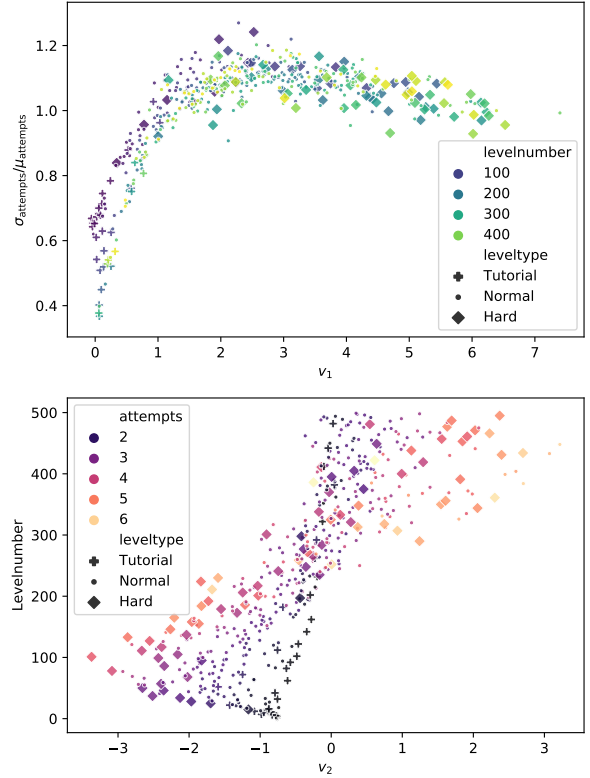 1.2
1.0
0.8
0.6
0.4
σattempts/μattempts
levelnumber
100
200
300
400
leveltype
Tutorial
Normal
Hard
0 1 2 3 4 5 6 7
v1
500
400
300
200
100
0
Levelnumber
attempts
2
3
4
5
6
leveltype
Tutorial
Normal
Hard
−3 −2 −1 0 1 2 3
v2